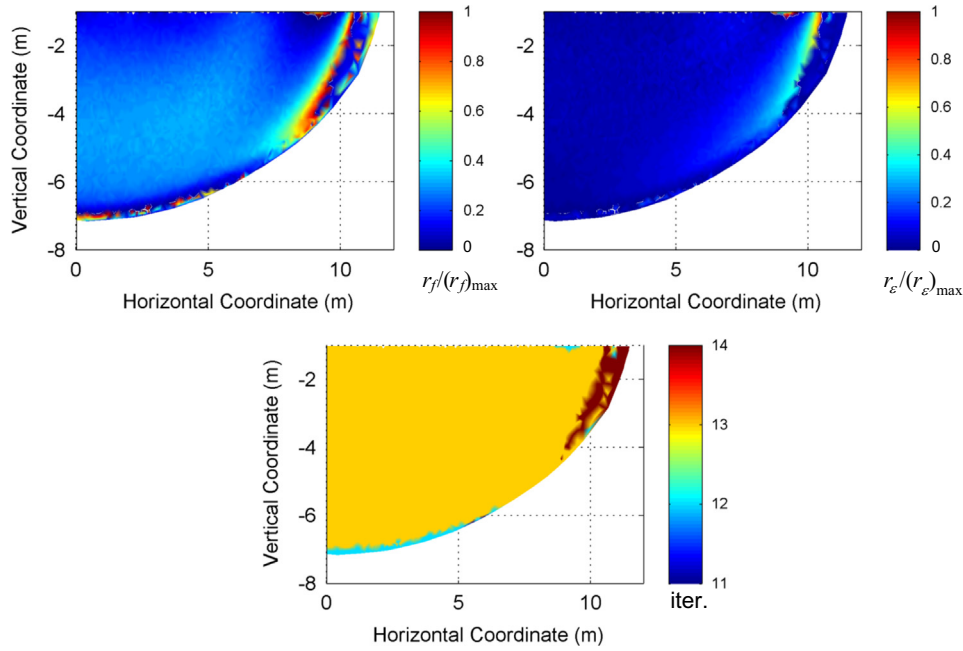 1
0.8
0.6
0.4
0.2
0
-2
-4
-6
-8
0 5 10
Vertical Coordinate (m)
Horizontal Coordinate (m)
r_f/(r_f)_max
1
0.8
0.6
0.4
0.2
0
-2
-4
-6
-8
0 5 10
Vertical Coordinate (m)
Horizontal Coordinate (m)
r_ε/(r_ε)_max
14
13
12
11
-2
-4
-6
-8
0 5 10
Vertical Coordinate (m)
Horizontal Coordinate (m)
iter.